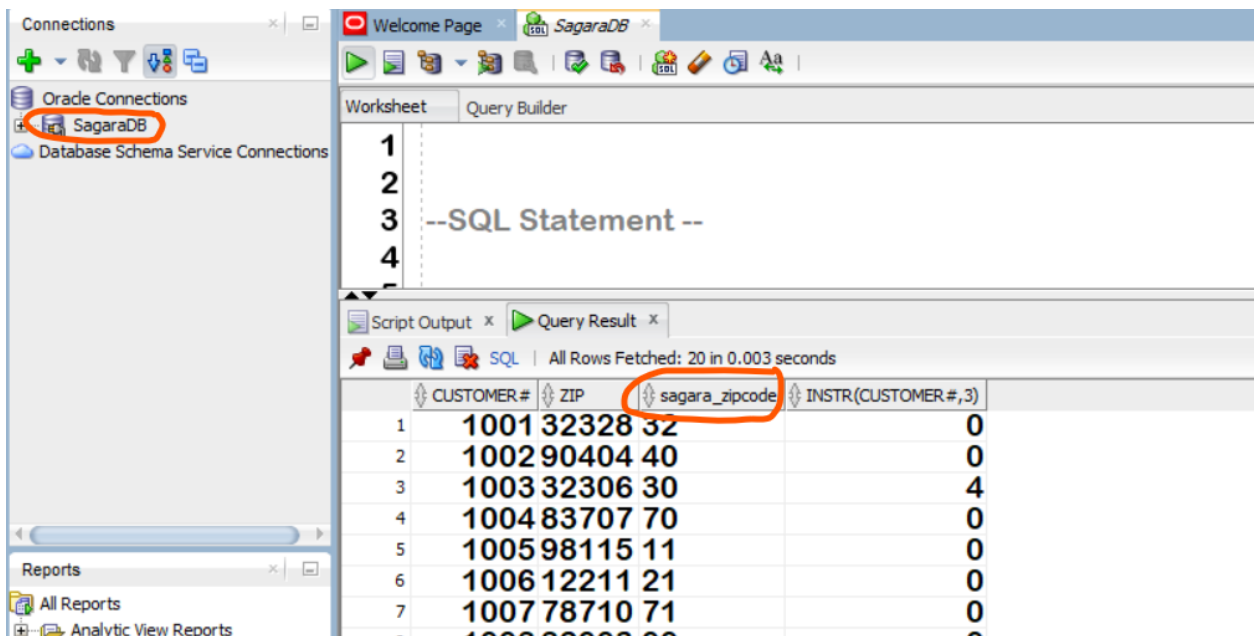 Connections
Oracle Connections
SagaraDB
Database Schema Service Connections
Reports
All Reports
Analytic View Reports
Welcome Page SagaraDB
Worksheet Query Builder
1
2
3 --SQL Statement --
4
Script Output x Query Result x
SQL | All Rows Fetched: 20 in 0.003 seconds
CUSTOMER# ZIP sagara_zipcode INSTR(CUSTOMER#,3)
1 1001 32328 32 0
2 1002 90404 40 0
3 1003 32306 30 4
4 1004 83707 70 0
5 1005 98115 11 0
6 1006 12211 21 0
7 1007 78710 71 0